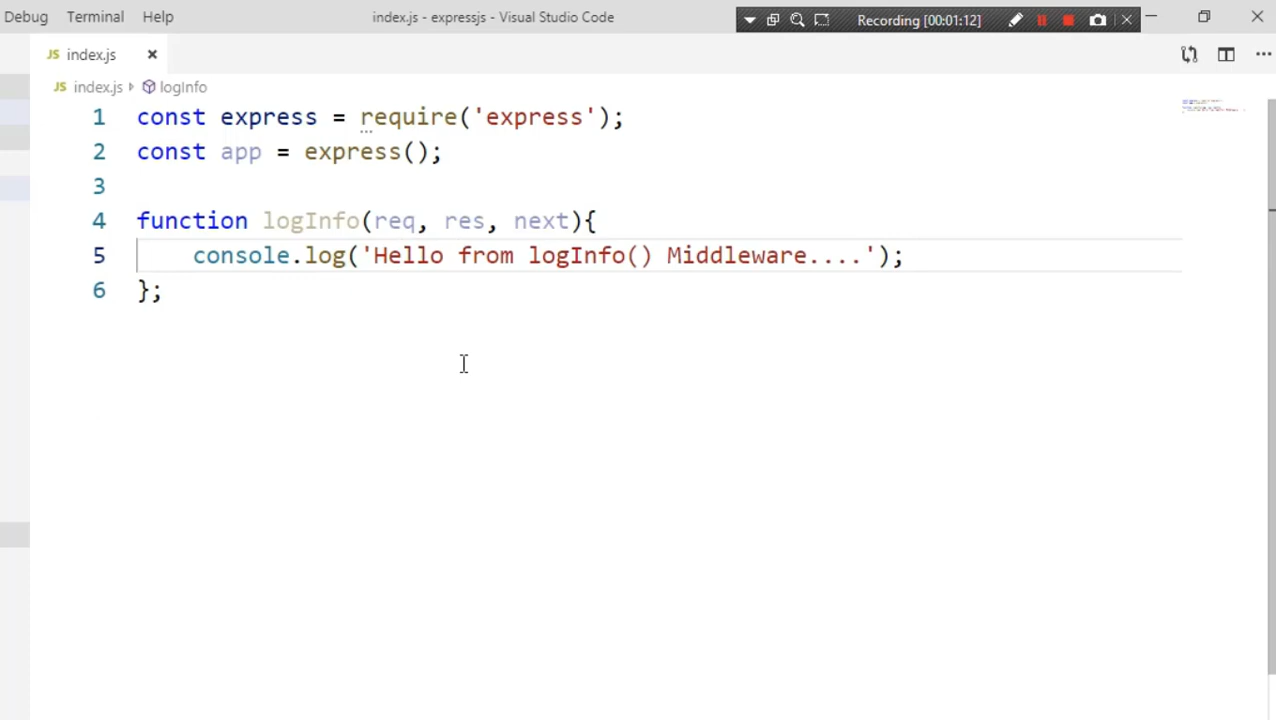 Debug Terminal Help index.js - expressjs - Visual Studio Code Recording [00:01:12]
JS index.js
JS index.js logInfo
1 const express = require('express');
2 const app = express();
3
4 function logInfo(req, res, next){
5 console.log('Hello from logInfo() Middleware....');
6 };